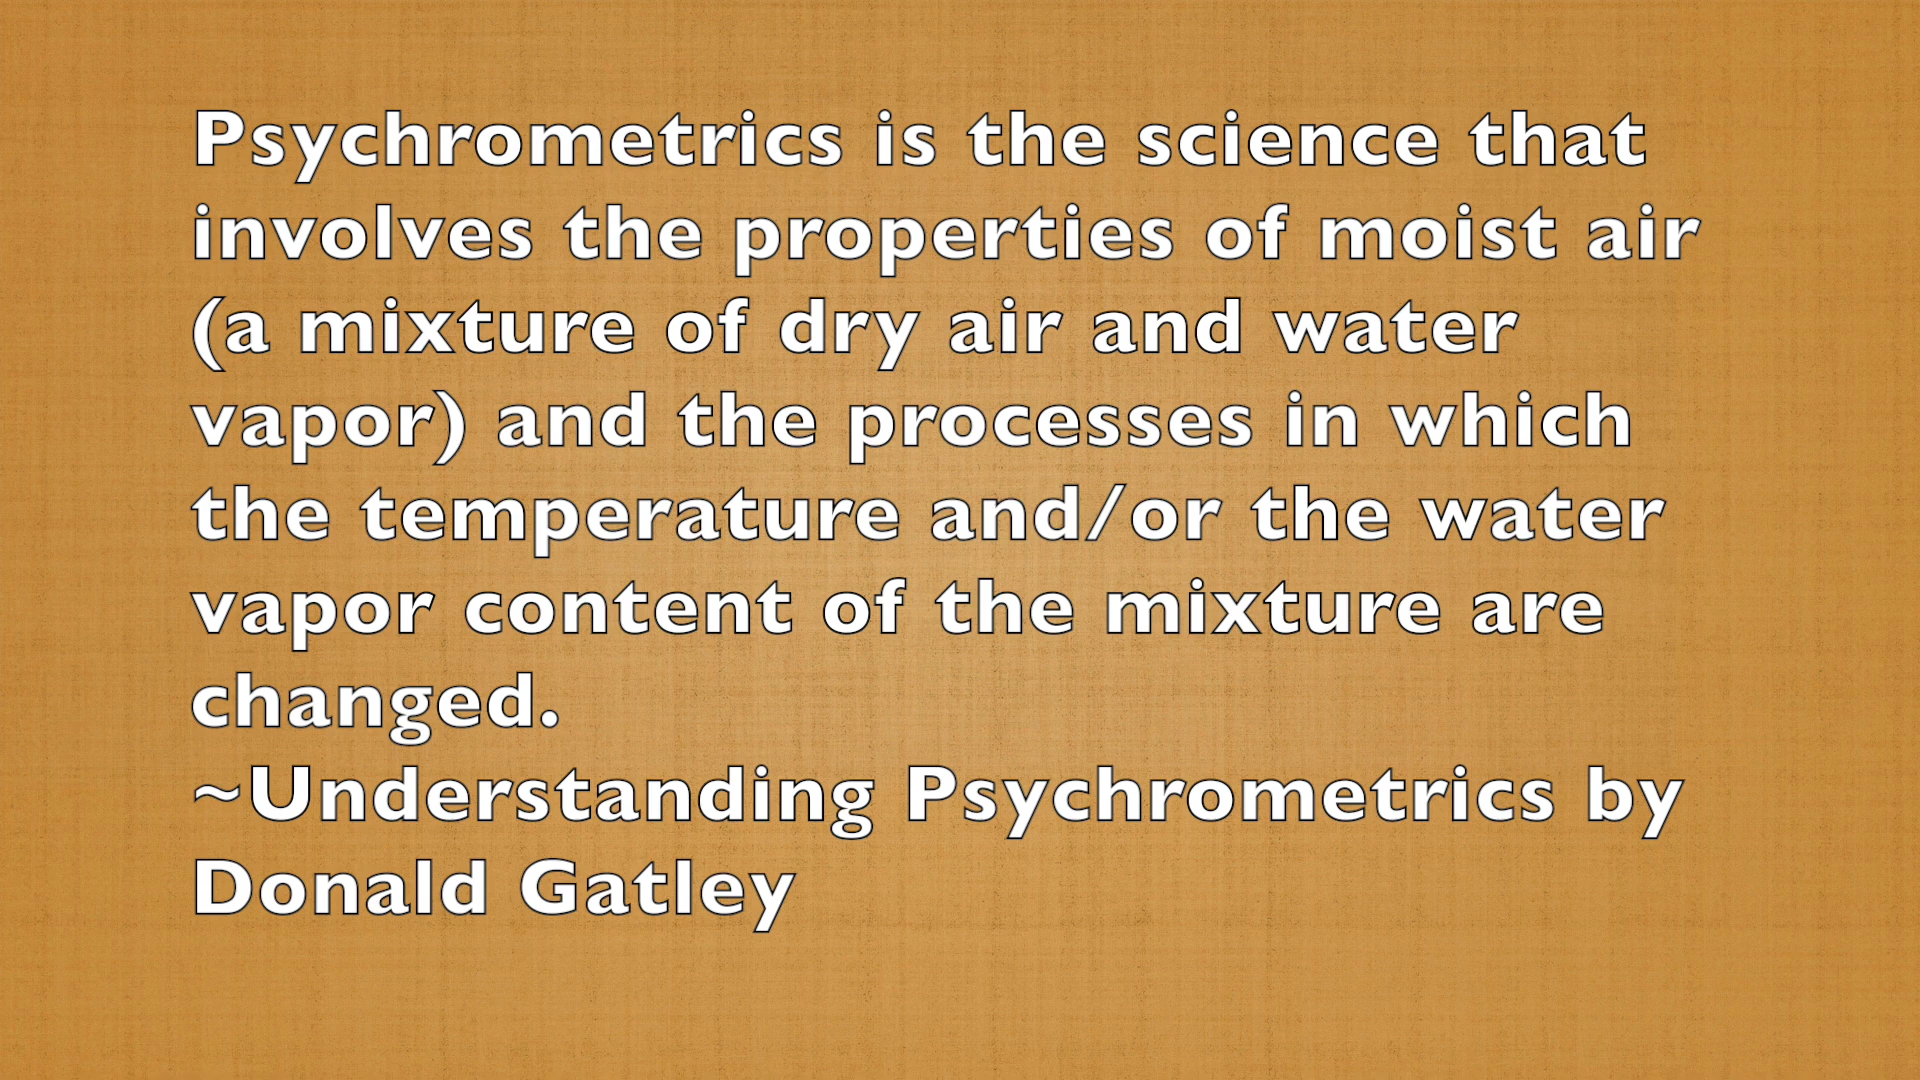 Psychrometrics is the science that
involves the properties of moist air
(a mixture of dry air and water
vapor) and the processes in which
the temperature and/or the water
vapor content of the mixture are
changed.
~Understanding Psychrometrics by
Donald Gatley